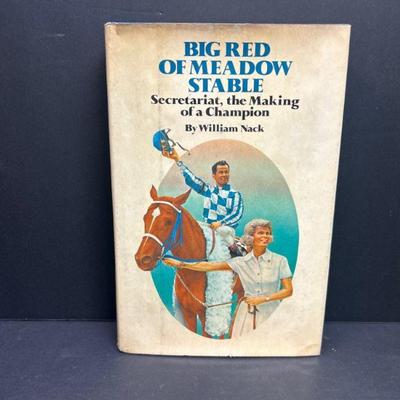 BIG RED
OF MEADOW
STABLE
Secretariat, the Making
of a Champion
By William Nack